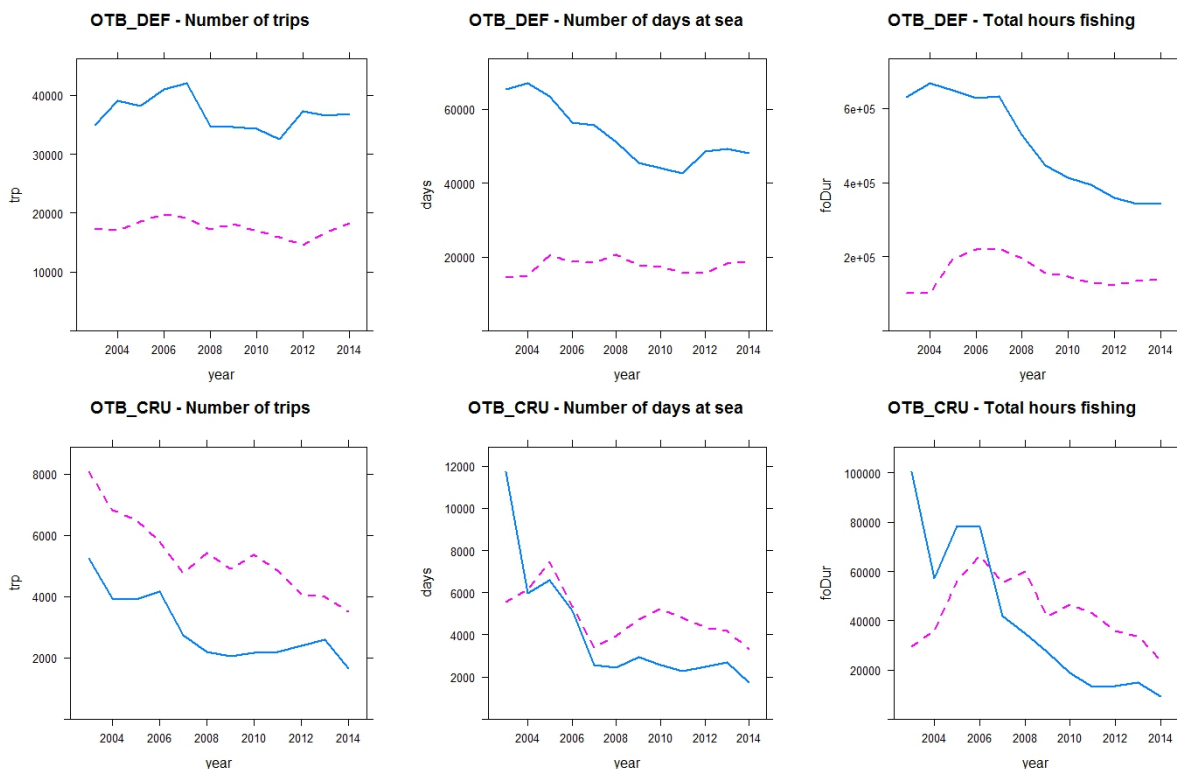 OTB_DEF - Number of trips
trp
40000
30000
20000
10000
2004 2006 2008 2010 2012 2014
year
OTB_DEF - Number of days at sea
days
60000
40000
20000
2004 2006 2008 2010 2012 2014
year
OTB_DEF - Total hours fishing
foDur
6e+05
4e+05
2e+05
2004 2006 2008 2010 2012 2014
year
OTB_CRU - Number of trips
trp
8000
6000
4000
2000
2004 2006 2008 2010 2012 2014
year
OTB_CRU - Number of days at sea
days
12000
10000
8000
6000
4000
2000
2004 2006 2008 2010 2012 2014
year
OTB_CRU - Total hours fishing
foDur
100000
80000
60000
40000
20000
2004 2006 2008 2010 2012 2014
year